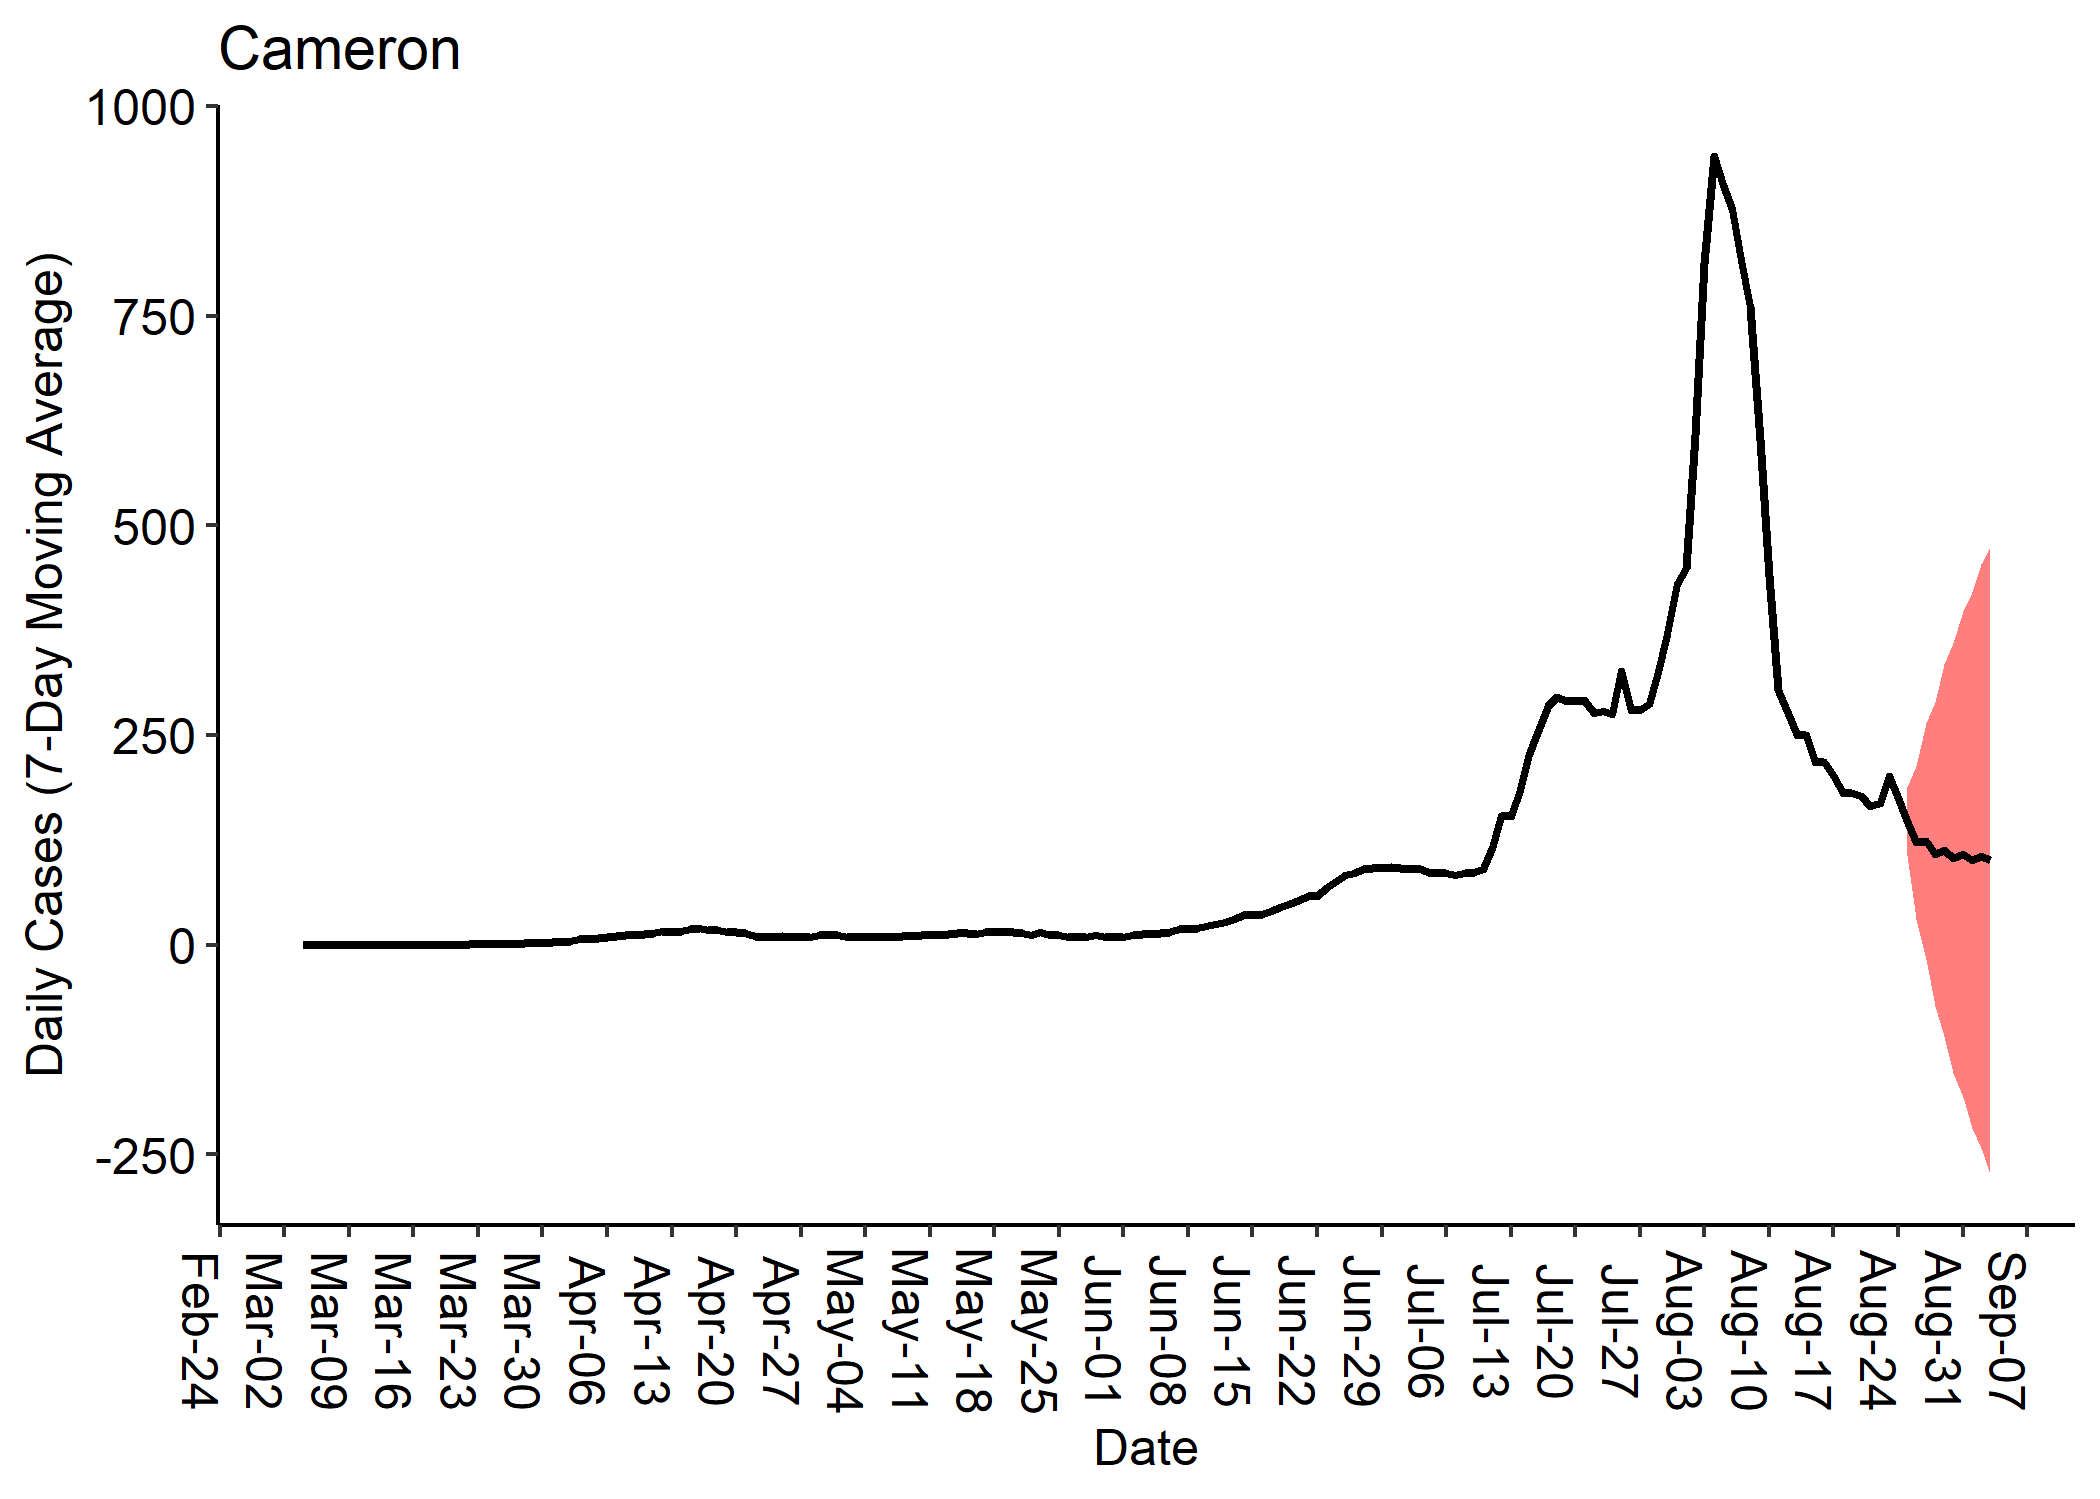 Cameron
Daily Cases (7-Day Moving Average)
1000
750
500
250
0
-250
Feb-24
Mar-02
Mar-09
Mar-16
Mar-23
Mar-30
Apr-06
Apr-13
Apr-20
Apr-27
May-04
May-11
May-18
May-25
Jun-01
Jun-08
Jun-15
Jun-22
Jun-29
Jul-06
Jul-13
Jul-20
Jul-27
Aug-03
Aug-10
Aug-17
Aug-24
Aug-31
Sep-07
Date